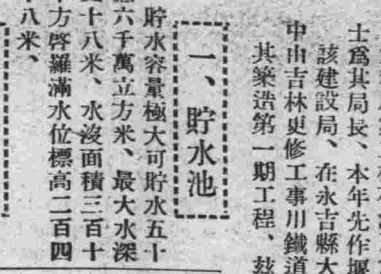 士爲其局長、本年先作堰
該建設局、在永吉縣大
中由吉林更修工事川鐵道
其築造第一期工程、玆
一、貯水池
貯水容量極大可貯水五十
六千萬立方米、最大水深
十八米、水沒面積三百十
方啓羅滿水位標高二百四
八米、